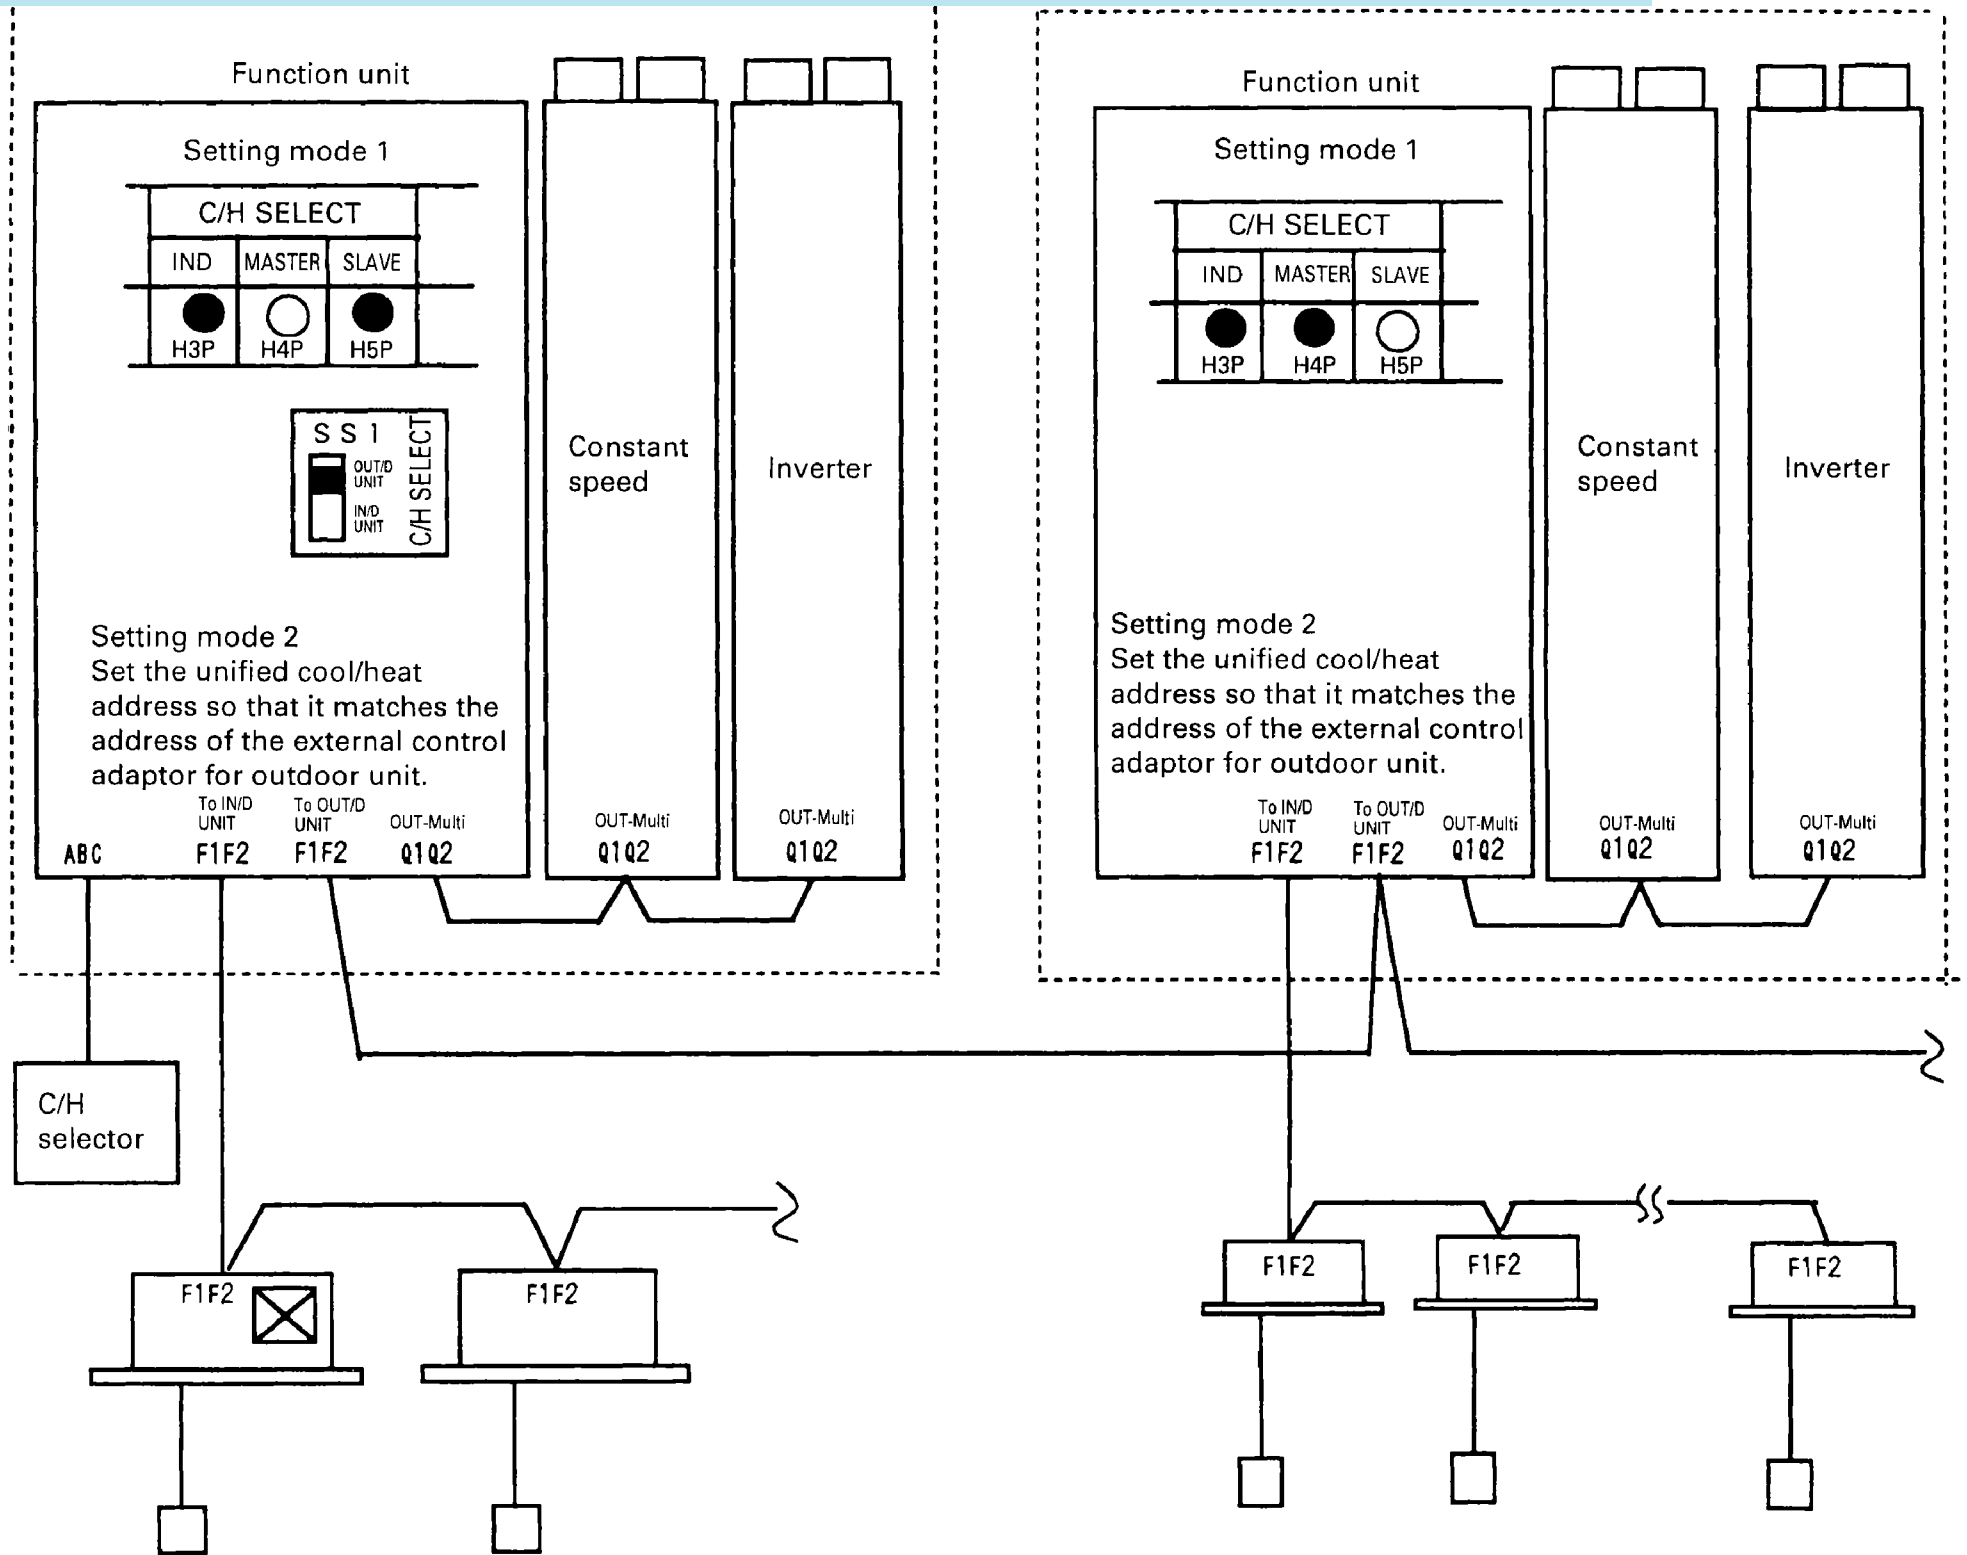 Function unit
Setting mode 1
C/H SELECT
IND MASTER SLAVE
H3P H4P H5P
S S 1
OUT/D
UNIT
IN/D
UNIT
C/H SELECT
Setting mode 2
Set the unified cool/heat
address so that it matches the
address of the external control
adaptor for outdoor unit.
To IN/D
UNIT
To OUT/D
UNIT
OUT-Multi
ABC F1F2 F1F2 Q1Q2
Constant
speed
OUT-Multi
Q1Q2
Inverter
OUT-Multi
Q1Q2
Function unit
Setting mode 1
C/H SELECT
IND MASTER SLAVE
H3P H4P H5P
Setting mode 2
Set the unified cool/heat
address so that it matches the
address of the external control
adaptor for outdoor unit.
To IN/D
UNIT
To OUT/D
UNIT
OUT-Multi
F1F2 F1F2 Q1Q2
Constant
speed
OUT-Multi
Q1Q2
Inverter
OUT-Multi
Q1Q2
C/H
selector
F1F2
F1F2
F1F2
F1F2
F1F2